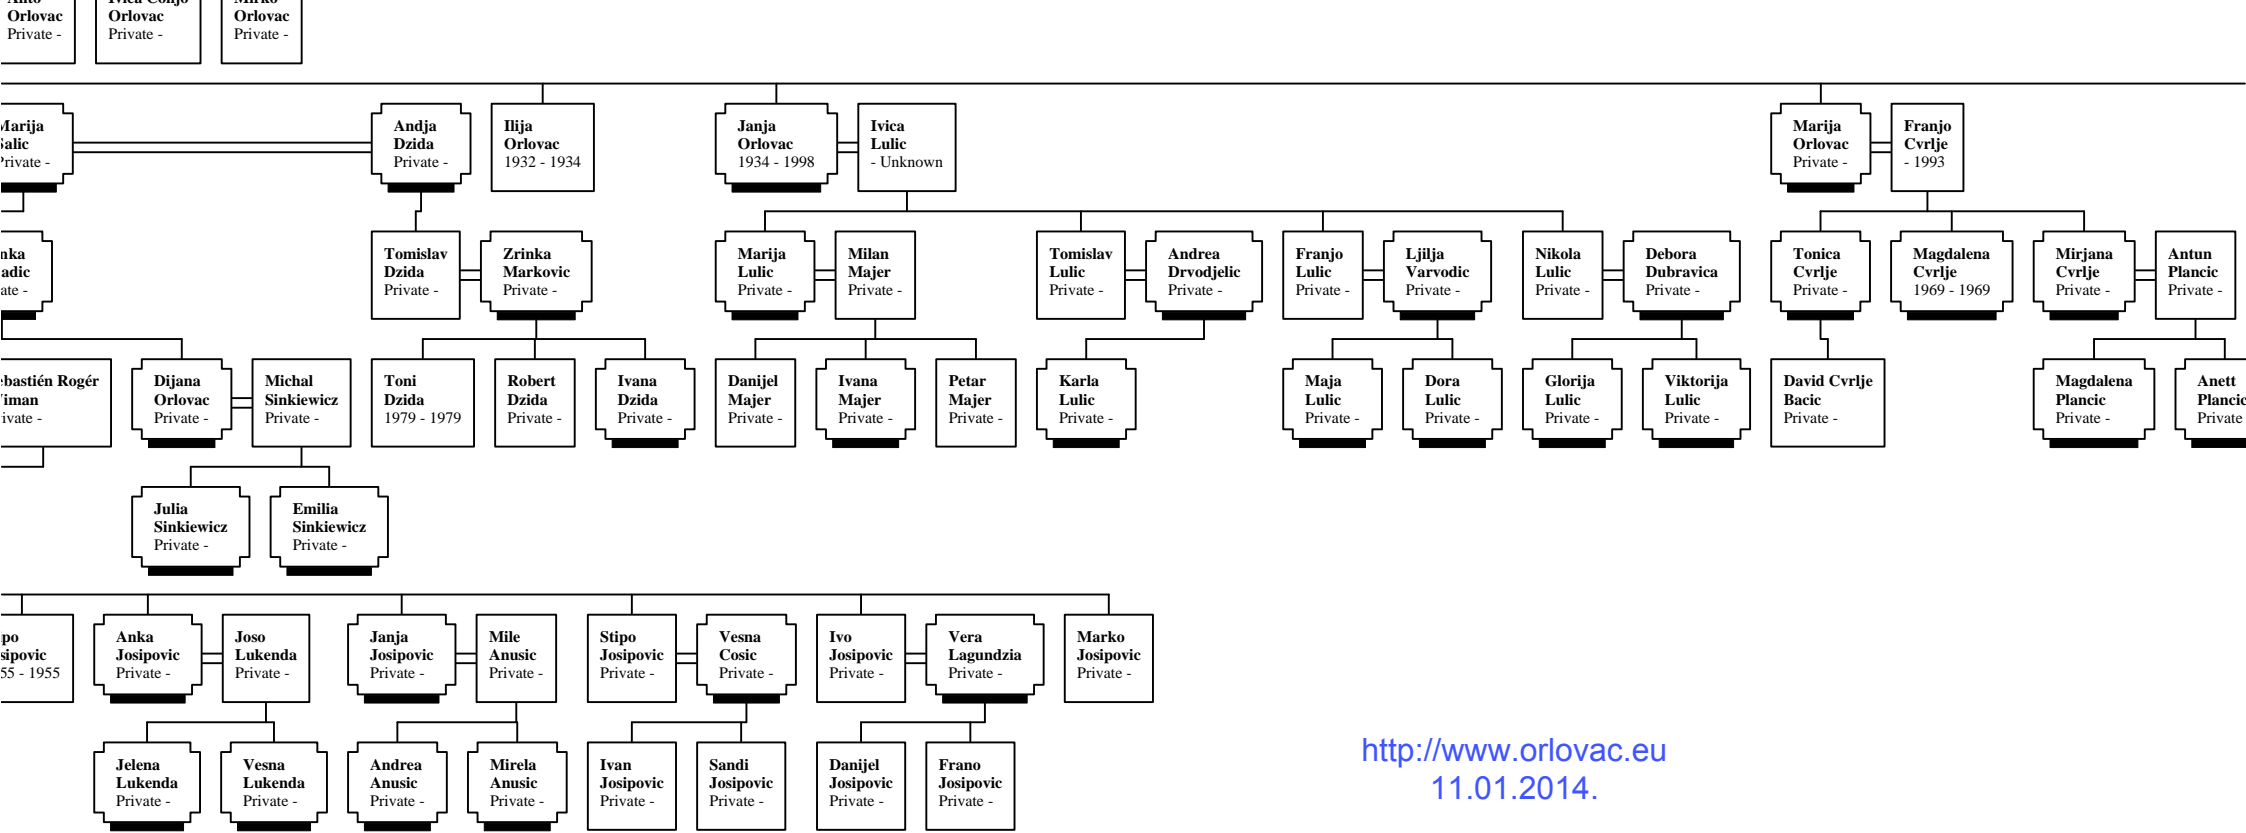 Orlovac
Private -
Orlovac
Private -
Orlovac
Private -
Andja
Dzida
Private -
Ilija
Orlovac
1932 - 1934
Janja
Orlovac
1934 - 1998
Ivica
Lulic
- Unknown
Marija
Orlovac
Private -
Franjo
Cvrlje
- 1993
Tomislav
Dzida
Private -
Zrinka
Markovic
Private -
Marija
Lulic
Private -
Milan
Majer
Private -
Tomislav
Lulic
Private -
Andrea
Drvodjelic
Private -
Franjo
Lulic
Private -
Ljilja
Varvodic
Private -
Nikola
Lulic
Private -
Debora
Dubravica
Private -
Tonica
Cvrlje
Private -
Magdalena
Cvrlje
1969 - 1969
Mirjana
Cvrlje
Private -
Antun
Plancic
Private -
Rogér
Dijana
Orlovac
Private -
Michal
Sinkiewicz
Private -
Toni
Dzida
1979 - 1979
Robert
Dzida
Private -
Ivana
Dzida
Private -
Danijel
Majer
Private -
Ivana
Majer
Private -
Petar
Majer
Private -
Karla
Lulic
Private -
Maja
Lulic
Private -
Dora
Lulic
Private -
Glorija
Lulic
Private -
Viktorija
Lulic
Private -
David Cvrlje
Bacic
Private -
Magdalena
Plancic
Private -
Anett
Plancic
Private
Julia
Sinkiewicz
Private -
Emilia
Sinkiewicz
Private -
- 1955
Anka
Josipovic
Private -
Joso
Lukenda
Private -
Janja
Josipovic
Private -
Mile
Anusic
Private -
Stipo
Josipovic
Private -
Vesna
Cosic
Private -
Ivo
Josipovic
Private -
Vera
Lagundzia
Private -
Marko
Josipovic
Private -
Jelena
Lukenda
Private -
Vesna
Lukenda
Private -
Andrea
Anusic
Private -
Mirela
Anusic
Private -
Ivan
Josipovic
Private -
Sandi
Josipovic
Private -
Danijel
Josipovic
Private -
Frano
Josipovic
Private -
http://www.orlovac.eu
11.01.2014.